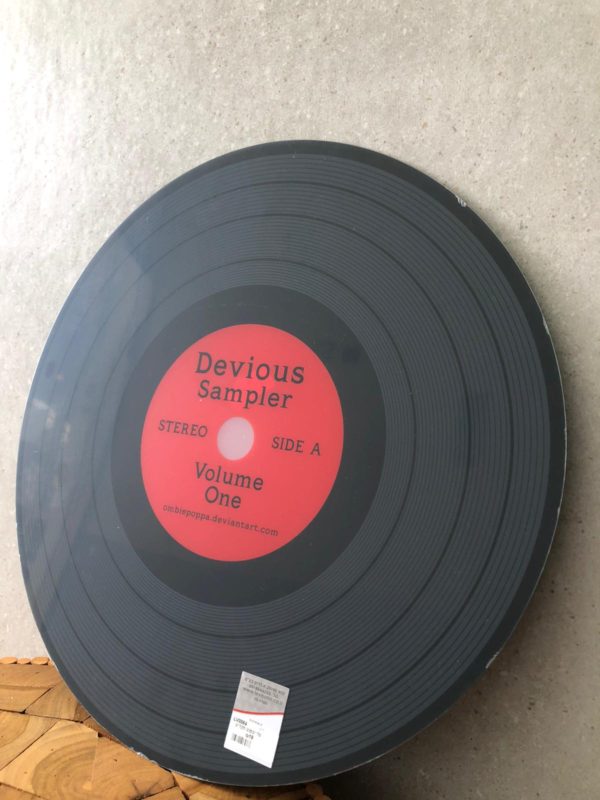 Devious
Sampler
STEREO
SIDE A
Volume
One
ombiepoppa.deviantart.com